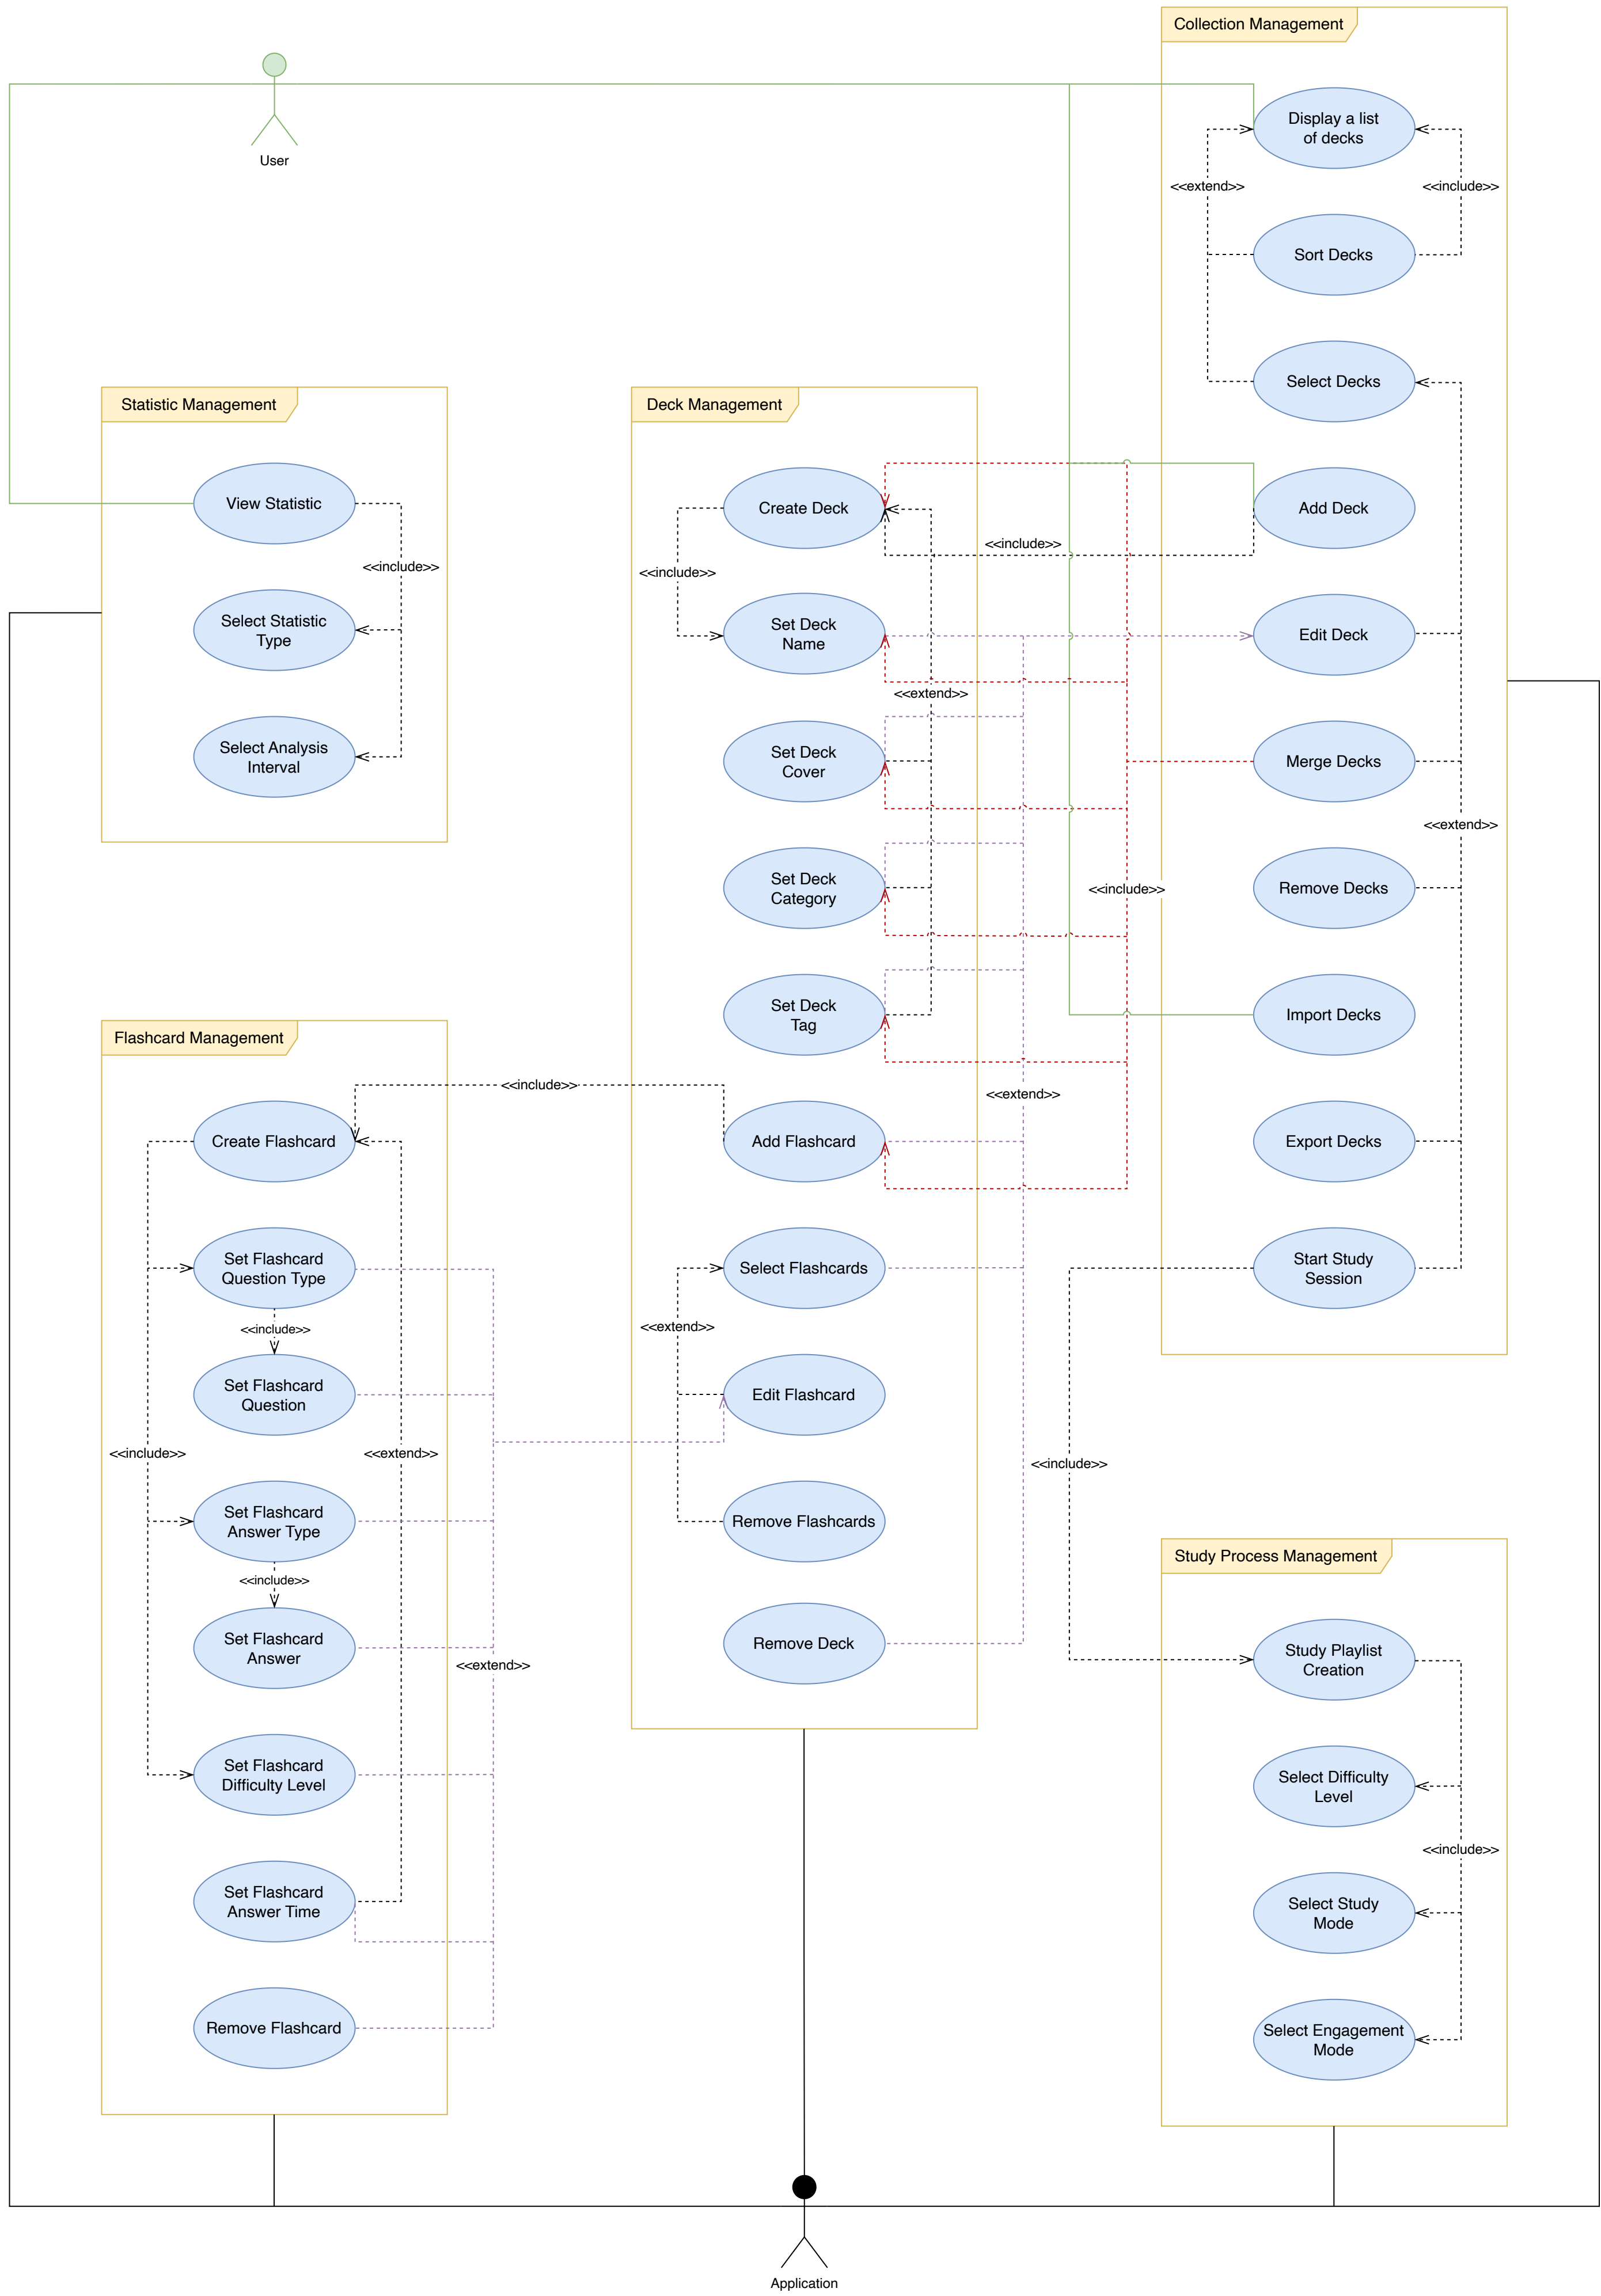 Collection Management
User
Display a list
of decks
<<extend>>
<<include>>
Sort Decks
Select Decks
Add Deck
Edit Deck
Merge Decks
<<extend>>
Remove Decks
Import Decks
Export Decks
Start Study
Session
Statistic Management
View Statistic
<<include>>
Select Statistic
Type
Select Analysis
Interval
Deck Management
Create Deck
<<include>>
<<include>>
Set Deck
Name
<<extend>>
Set Deck
Cover
Set Deck
Category
<<include>>
Set Deck
Tag
<<extend>>
Add Flashcard
Select Flashcards
<<extend>>
Edit Flashcard
Remove Flashcards
Remove Deck
Flashcard Management
<<include>>
Create Flashcard
Set Flashcard
Question Type
<<include>>
Set Flashcard
Question
<<include>>
<<extend>>
Set Flashcard
Answer Type
<<include>>
Set Flashcard
Answer
<<extend>>
Set Flashcard
Difficulty Level
Set Flashcard
Answer Time
Remove Flashcard
<<include>>
Study Process Management
Study Playlist
Creation
Select Difficulty
Level
<<include>>
Select Study
Mode
Select Engagement
Mode
Application